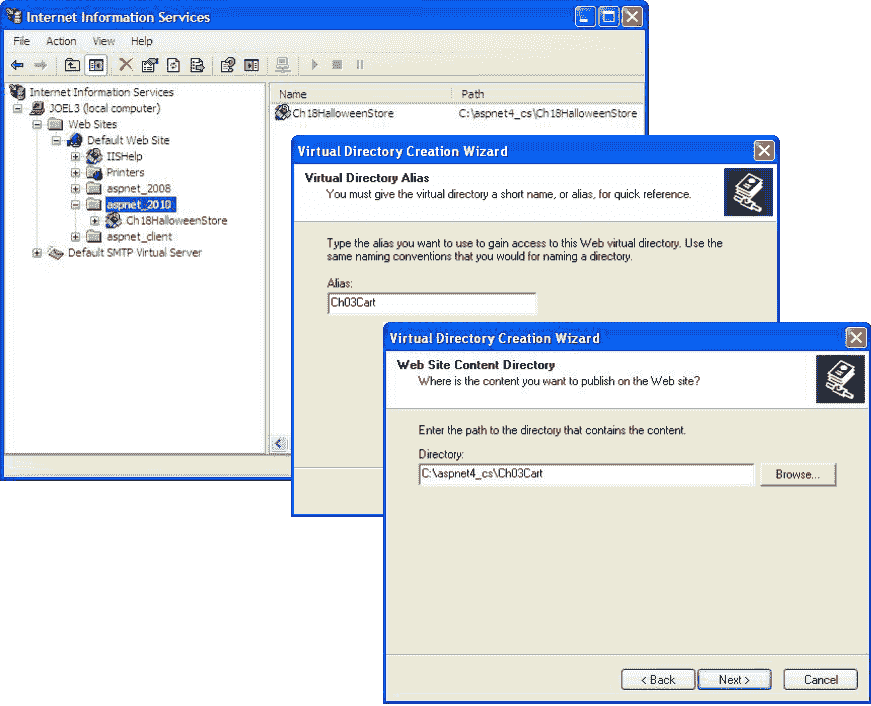 Internet Information Services
File Action View Help
Internet Information Services
JOEL3 (local computer)
Web Sites
Default Web Site
IISHelp
Printers
aspnet_2008
aspnet_2010
Ch18HalloweenStore
aspnet_client
Default SMTP Virtual Server
Name Path
Ch18HalloweenStore C:\aspnet4_cs\Ch18HalloweenStore
Virtual Directory Creation Wizard
Virtual Directory Alias
You must give the virtual directory a short name, or alias, for quick reference.
Type the alias you want to use to gain access to this Web virtual directory. Use the
same naming conventions that you would for naming a directory.
Alias:
Ch03Cart
Virtual Directory Creation Wizard
Web Site Content Directory
Where is the content you want to publish on the Web site?
Enter the path to the directory that contains the content.
Directory:
C:\aspnet4_cs\Ch03Cart
Browse...
< Back Next > Cancel